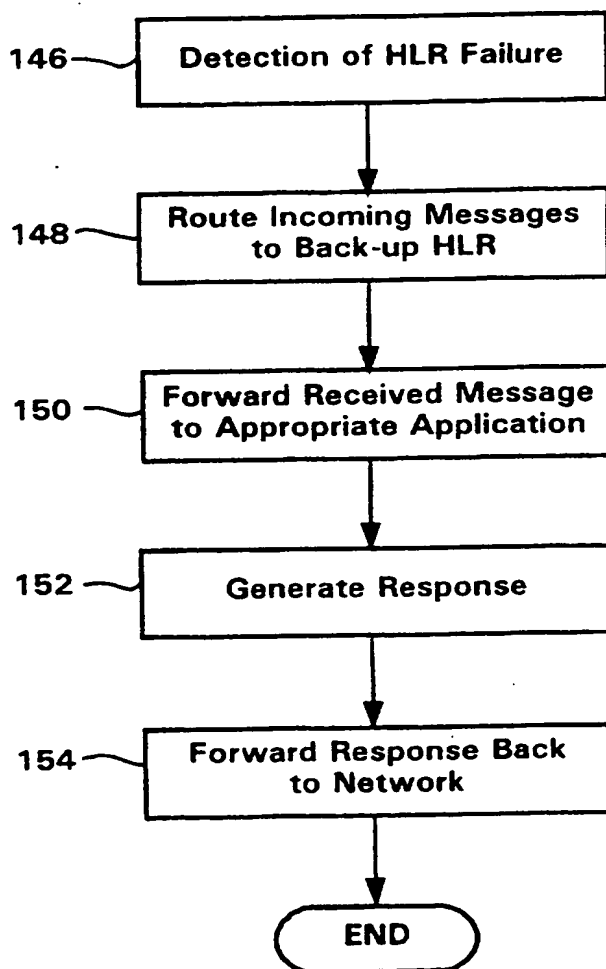 146
Detection of HLR Failure
148
Route Incoming Messages
to Back-up HLR
150
Forward Received Message
to Appropriate Application
152
Generate Response
154
Forward Response Back
to Network
END